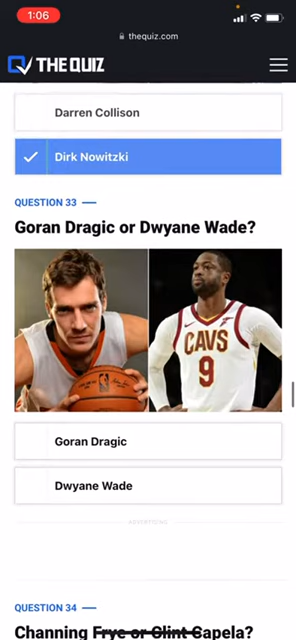 1:06
thequiz.com
THE QUIZ
Darren Collison
Dirk Nowitzki
QUESTION 33
Goran Dragic or Dwyane Wade?
CAVS
9
Goran Dragic
Dwyane Wade
ADVERTISING
QUESTION 34
Channing Frye or Clint Capela?